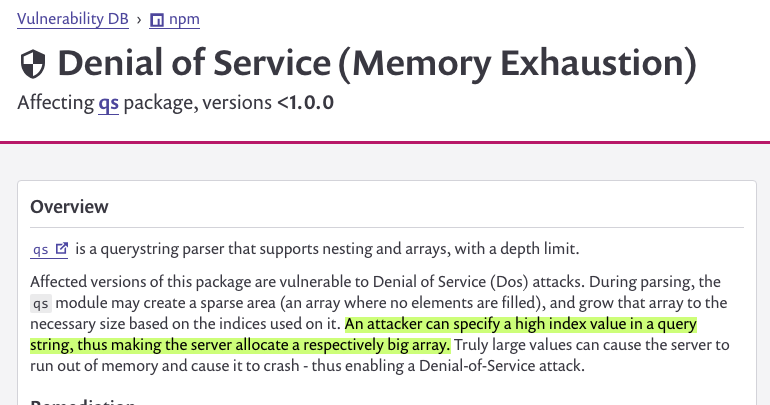 Vulnerability DB › npm
Denial of Service (Memory Exhaustion)
Affecting qs package, versions <1.0.0
Overview
qs is a querystring parser that supports nesting and arrays, with a depth limit.
Affected versions of this package are vulnerable to Denial of Service (Dos) attacks. During parsing, the
qs module may create a sparse area (an array where no elements are filled), and grow that array to the
necessary size based on the indices used on it. An attacker can specify a high index value in a query
string, thus making the server allocate a respectively big array. Truly large values can cause the server to
run out of memory and cause it to crash - thus enabling a Denial-of-Service attack.
Remediation